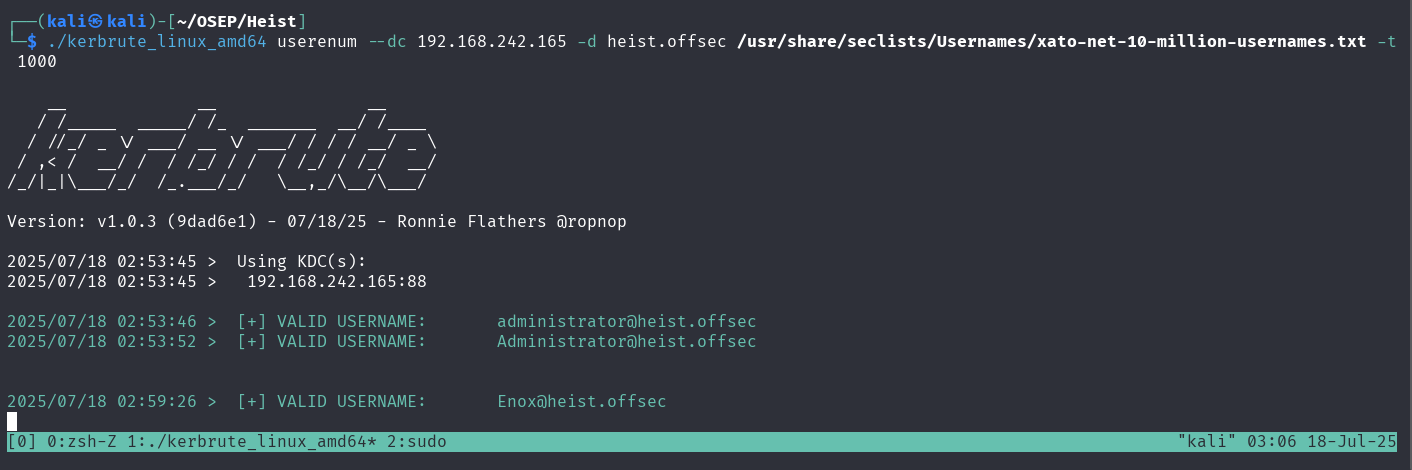 ┌──(kali㉿kali)-[~/OSEP/Heist]
└─$ ./kerbrute_linux_amd64 userenum --dc 192.168.242.165 -d heist.offsec /usr/share/seclists/Usernames/xato-net-10-million-usernames.txt -t
 1000

    __             __               __
   / /_____  _____/ /_  _______  __/ /____
  / //_/ _ \/ ___/ __ \/ ___/ / / / __/ _ \
 / ,< /  __/ /  / /_/ / /  / /_/ / /_/  __/
/_/|_|\___/_/  /_.___/_/   \__,_/\__/\___/

Version: v1.0.3 (9dad6e1) - 07/18/25 - Ronnie Flathers @ropnop

2025/07/18 02:53:45 >  Using KDC(s):
2025/07/18 02:53:45 >   192.168.242.165:88

2025/07/18 02:53:46 >  [+] VALID USERNAME:       administrator@heist.offsec
2025/07/18 02:53:52 >  [+] VALID USERNAME:       Administrator@heist.offsec

2025/07/18 02:59:26 >  [+] VALID USERNAME:       Enox@heist.offsec
[0] 0:zsh-Z 1:./kerbrute_linux_amd64* 2:sudo "kali" 03:06 18-Jul-25